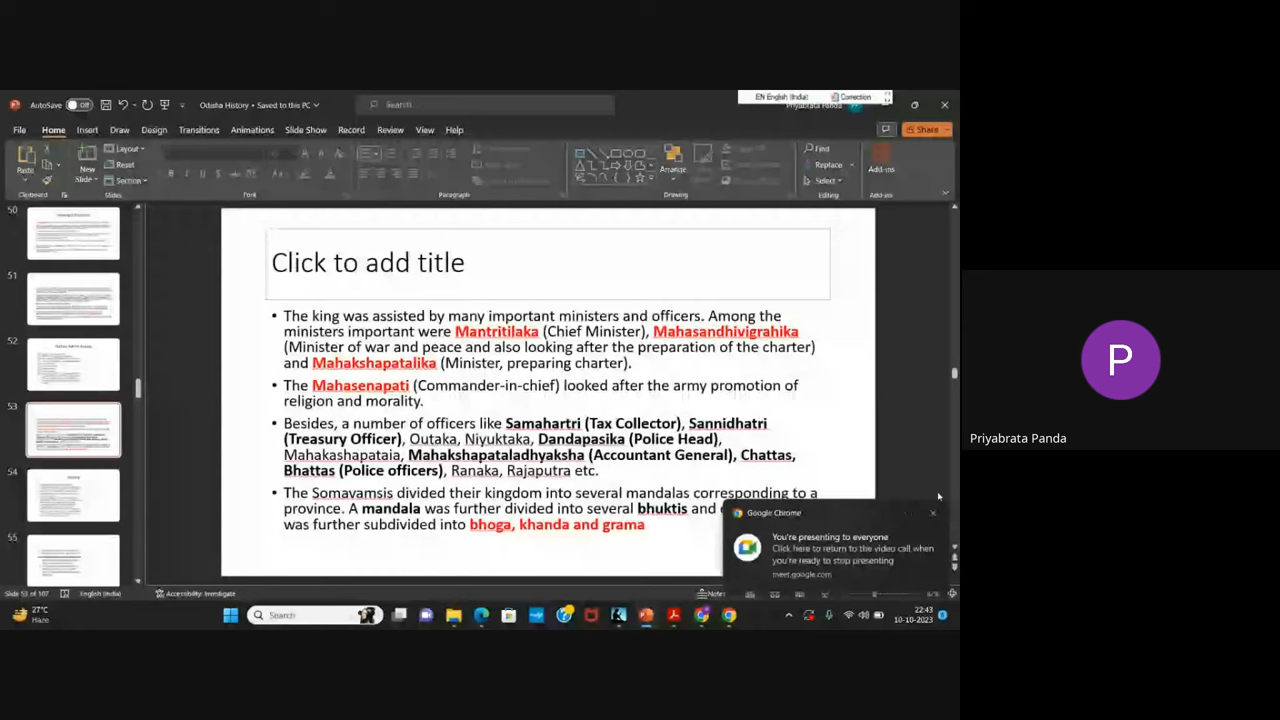 EN English (India) Correction
AutoSave Off Odisha History • Saved to this PC Search Priyabrata Panda
File Home Insert Draw Design Transitions Animations Slide Show Record Review View Help Share
Paste New Slide Layout Reset Section Arrange Find Replace Select Add-ins
Clipboard Slides Font Paragraph Drawing Editing Add-ins
50
51
52
53
54
55
Click to add title
• The king was assisted by many important ministers and officers. Among the
ministers important were Mantritilaka (Chief Minister), Mahasandhivigrahika
(Minister of war and peace and also looking after the preparation of the charter)
and Mahakshapatalika (Minister, preparing charter).
• The Mahasenapati (Commander-in-chief) looked after the army promotion of
religion and morality.
• Besides, a number of officers like Samahartri (Tax Collector), Sannidhatri
(Treasury Officer), Outaka, Niyuktaka, Dandapasika (Police Head),
Mahakashapataia, Mahakshapataladhyaksha (Accountant General), Chattas,
Bhattas (Police officers), Ranaka, Rajaputra etc.
• The Somavamsis divided their kingdom into several mandalas corresponding to a
province. A mandala was further divided into several bhuktis and
was further subdivided into bhoga, khanda and grama
Google Chrome
You're presenting to everyone
Click here to return to the video call when
you're ready to stop presenting
meet.google.com
Slide 53 of 107 English (India) Accessibility: Investigate Notes
27°C
Haze
Search
22:43
10-10-2023
P
Priyabrata Panda